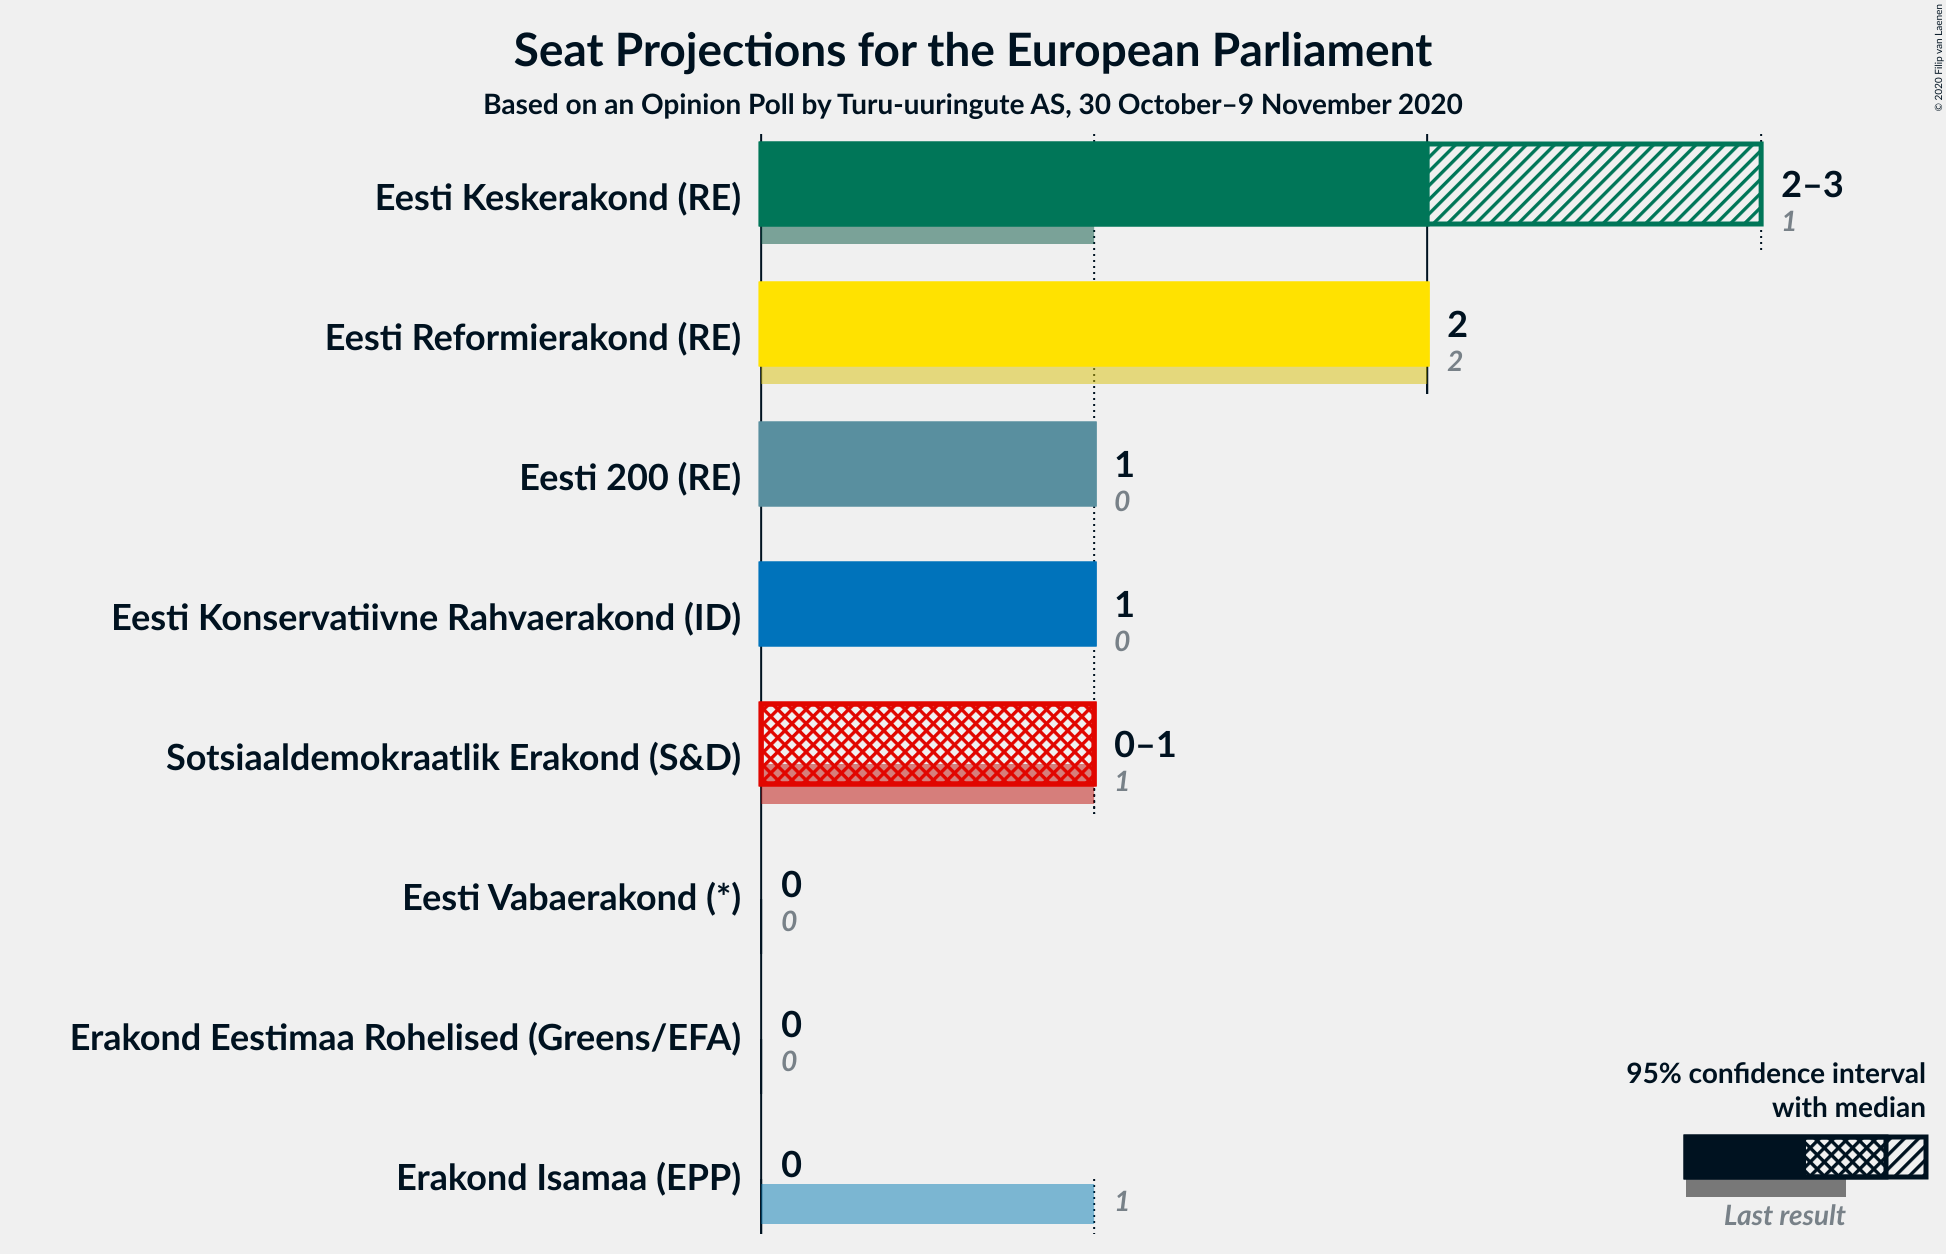 Seat Projections for the European Parliament
Based on an Opinion Poll by Turu-uuringute AS, 30 October–9 November 2020
© 2020 Filip van Laenen
Eesti Keskerakond (RE)
2–3
1
Eesti Reformierakond (RE)
2
2
Eesti 200 (RE)
1
0
Eesti Konservatiivne Rahvaerakond (ID)
1
0
Sotsiaaldemokraatlik Erakond (S&D)
0–1
1
Eesti Vabaerakond (*)
0
0
Erakond Eestimaa Rohelised (Greens/EFA)
0
0
Erakond Isamaa (EPP)
0
1
95% confidence interval
with median
Last result